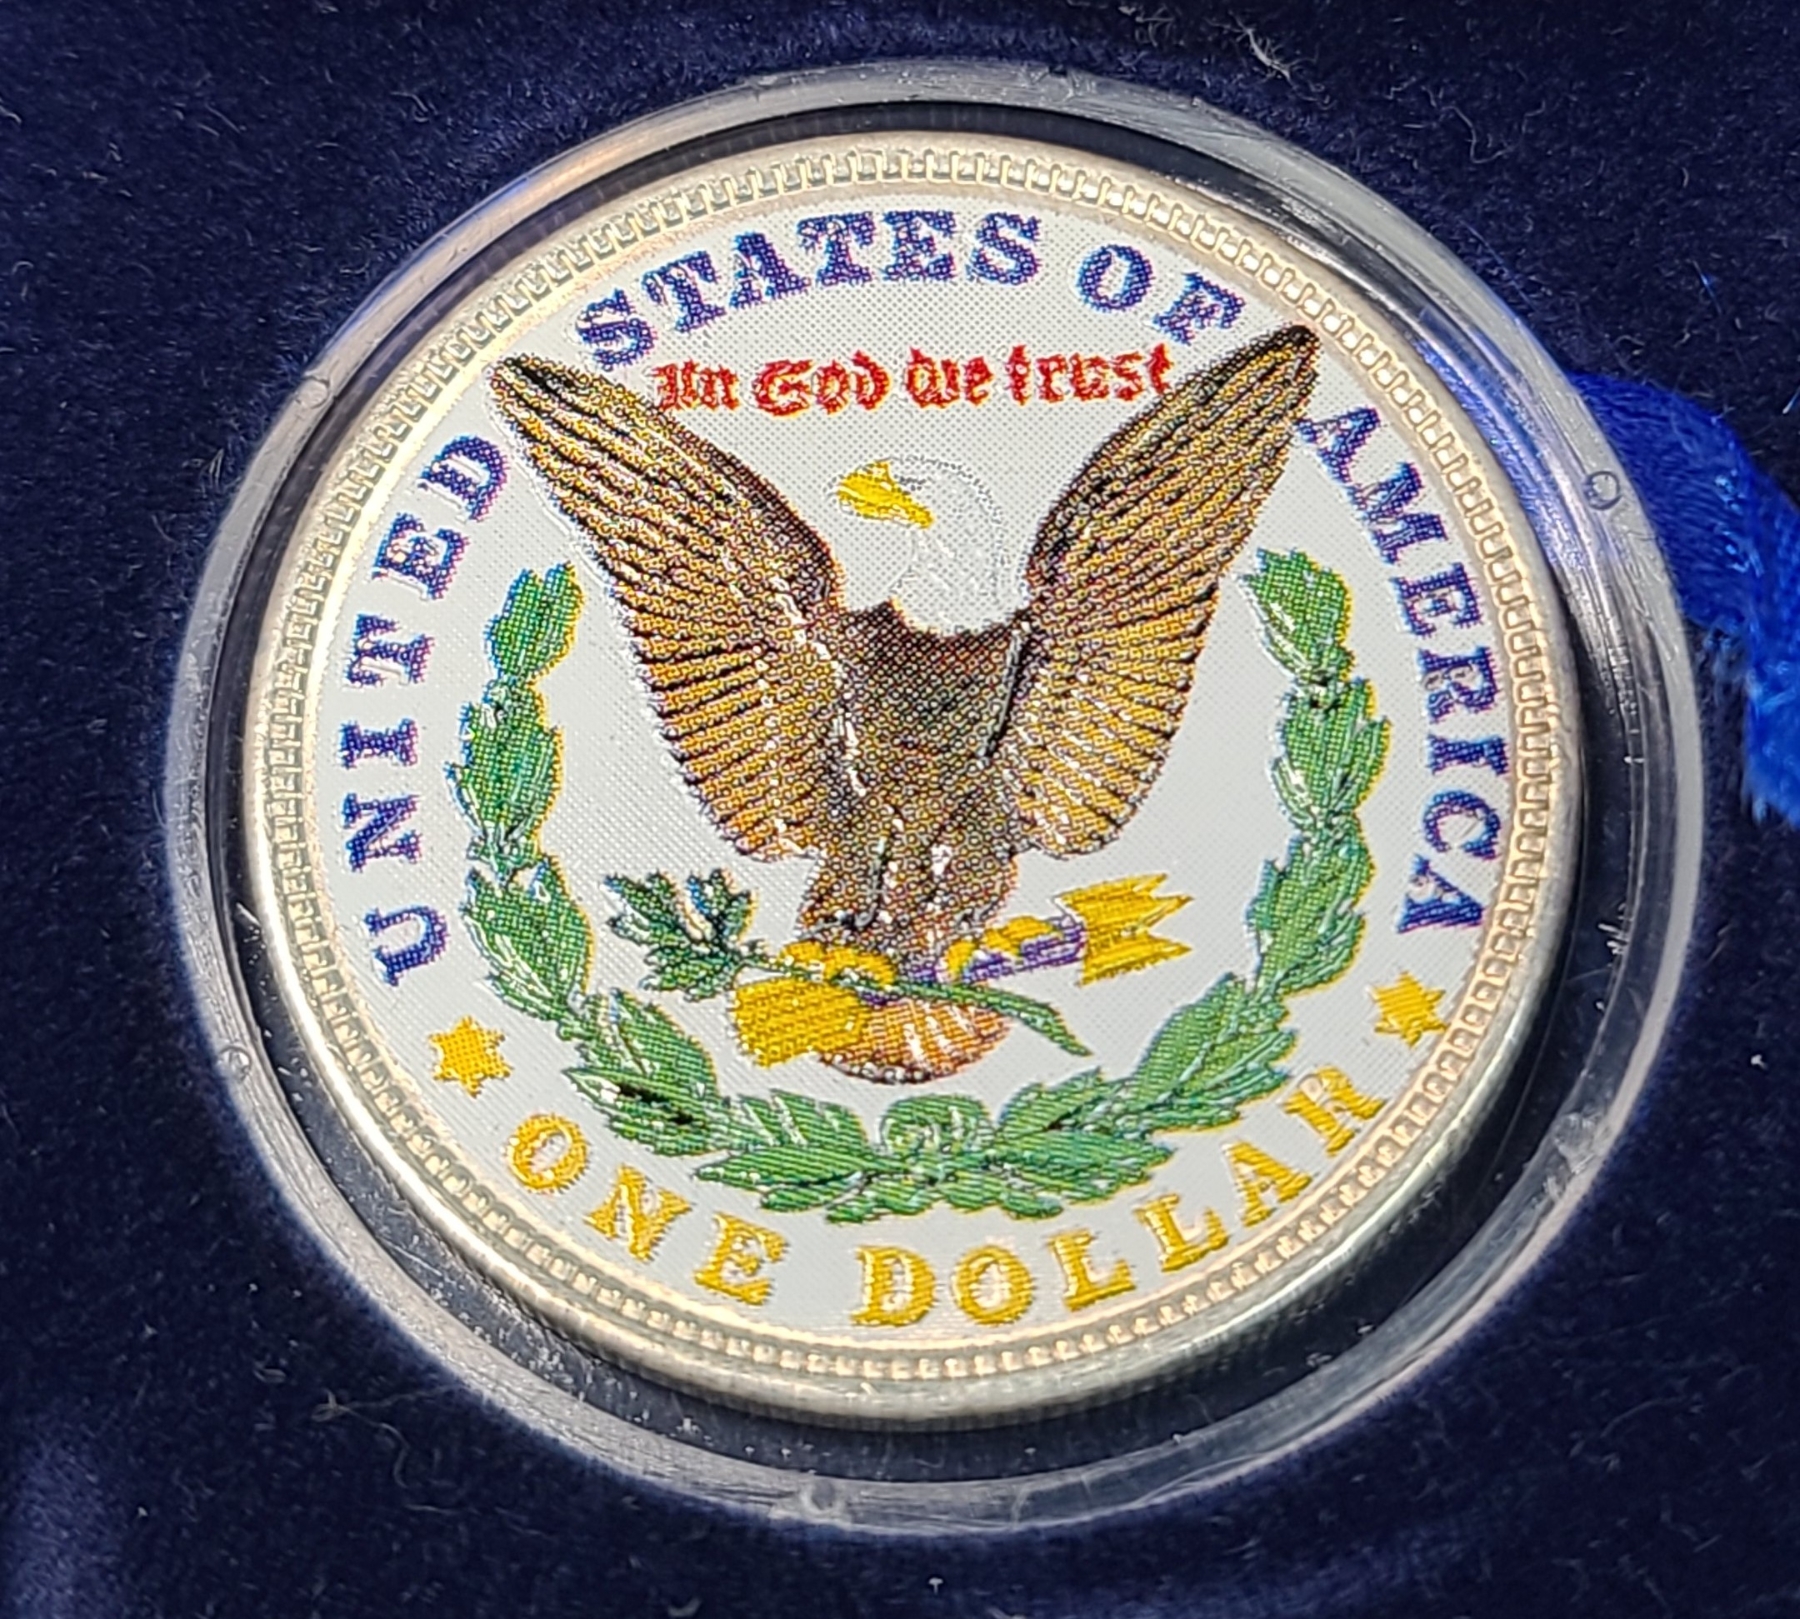 UNITED STATES OF AMERICA
In God we trust
ONE DOLLAR